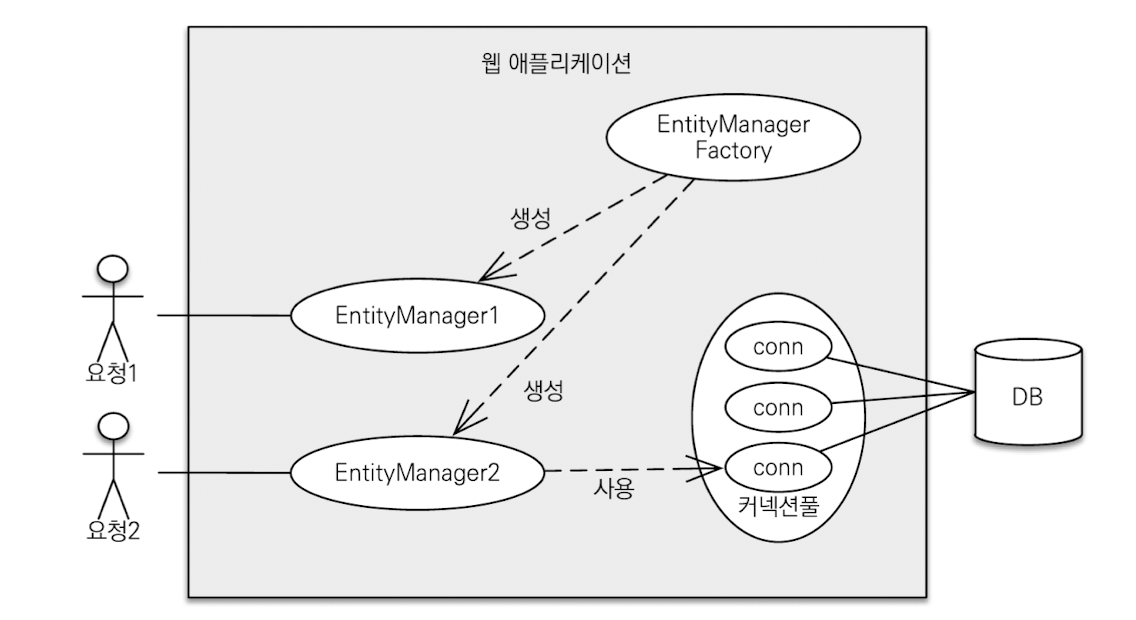 웹 애플리케이션
EntityManager
Factory
생성
요청1
EntityManager1
생성
conn
conn
conn
커넥션풀
DB
요청2
EntityManager2
사용